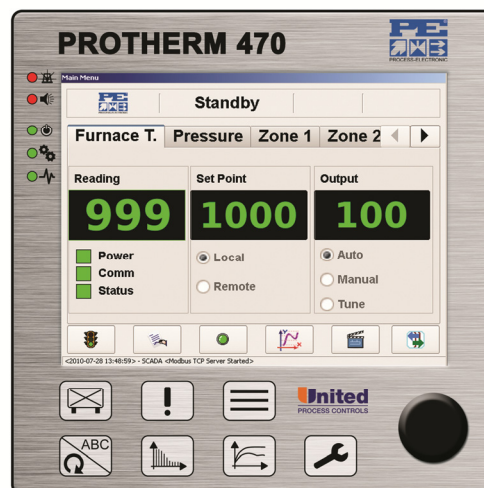 PROTHERM 470
PE
PROCESS-ELECTRONIC
Main Menu
PE
Standby
Furnace T. Pressure Zone 1 Zone 2
Reading Set Point Output
999 1000 100
Power Local Auto
Comm Remote Manual
Status Tune
<2010-07-28 13:48:59> - SCADA <Modbus TCP Server Started>
United
PROCESS CONTROLS
ABC